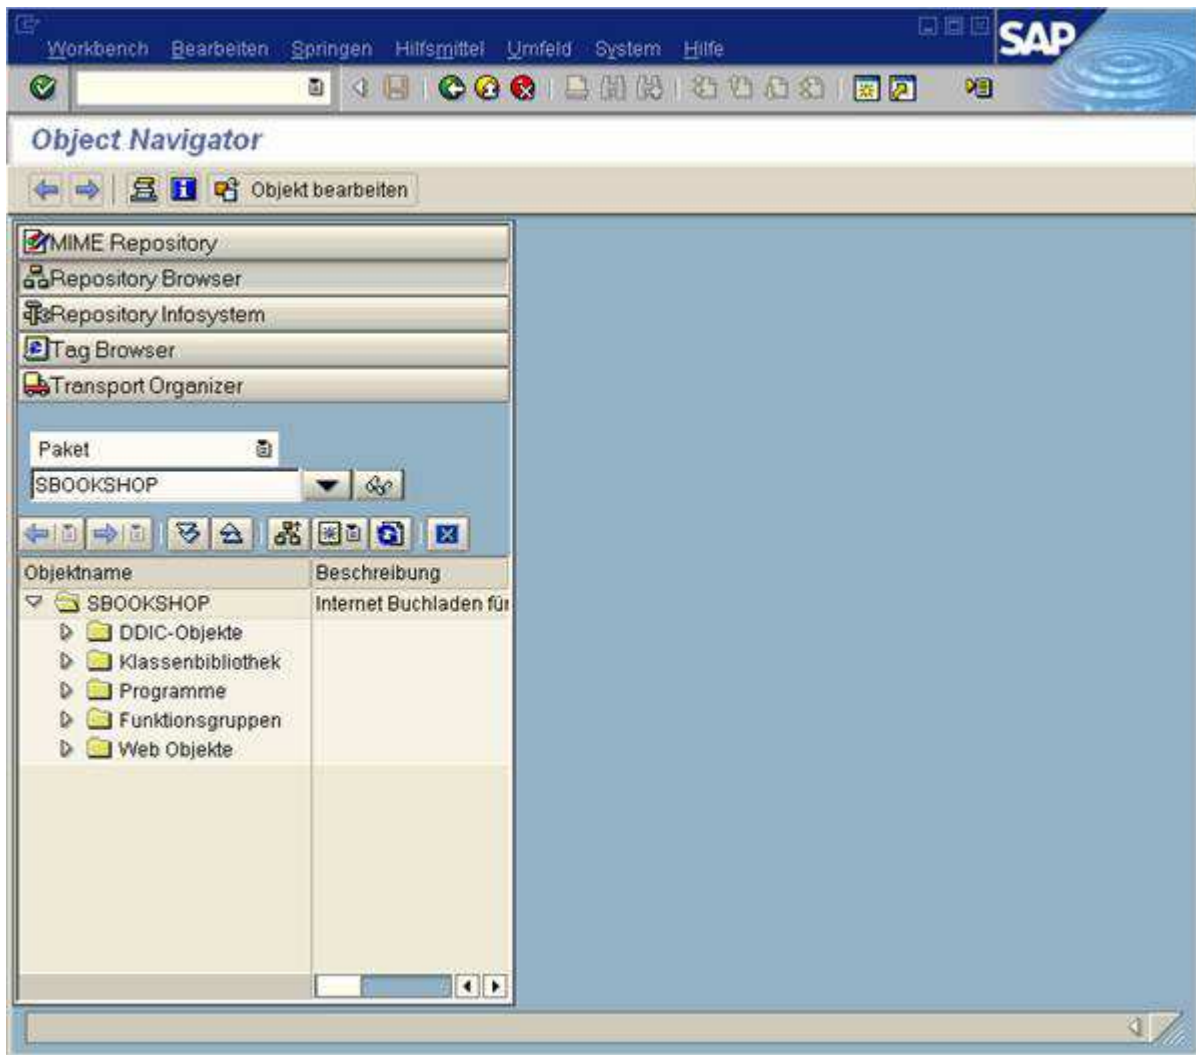 Workbench Bearbeiten Springen Hilfsmittel Umfeld System Hilfe
SAP
Object Navigator
Objekt bearbeiten
MIME Repository
Repository Browser
Repository Infosystem
Tag Browser
Transport Organizer
Paket
SBOOKSHOP
Objektname Beschreibung
SBOOKSHOP Internet Buchladen für
DDIC-Objekte
Klassenbibliothek
Programme
Funktionsgruppen
Web Objekte